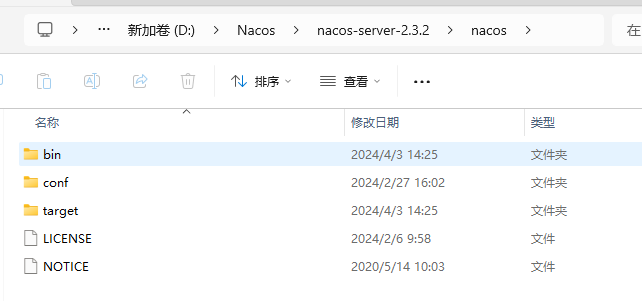 新加卷 (D:) Nacos nacos-server-2.3.2 nacos 在
排序 查看
名称 修改日期 类型
bin 2024/4/3 14:25 文件夹
conf 2024/2/27 16:02 文件夹
target 2024/4/3 14:25 文件夹
LICENSE 2024/2/6 9:58 文件
NOTICE 2020/5/14 10:03 文件